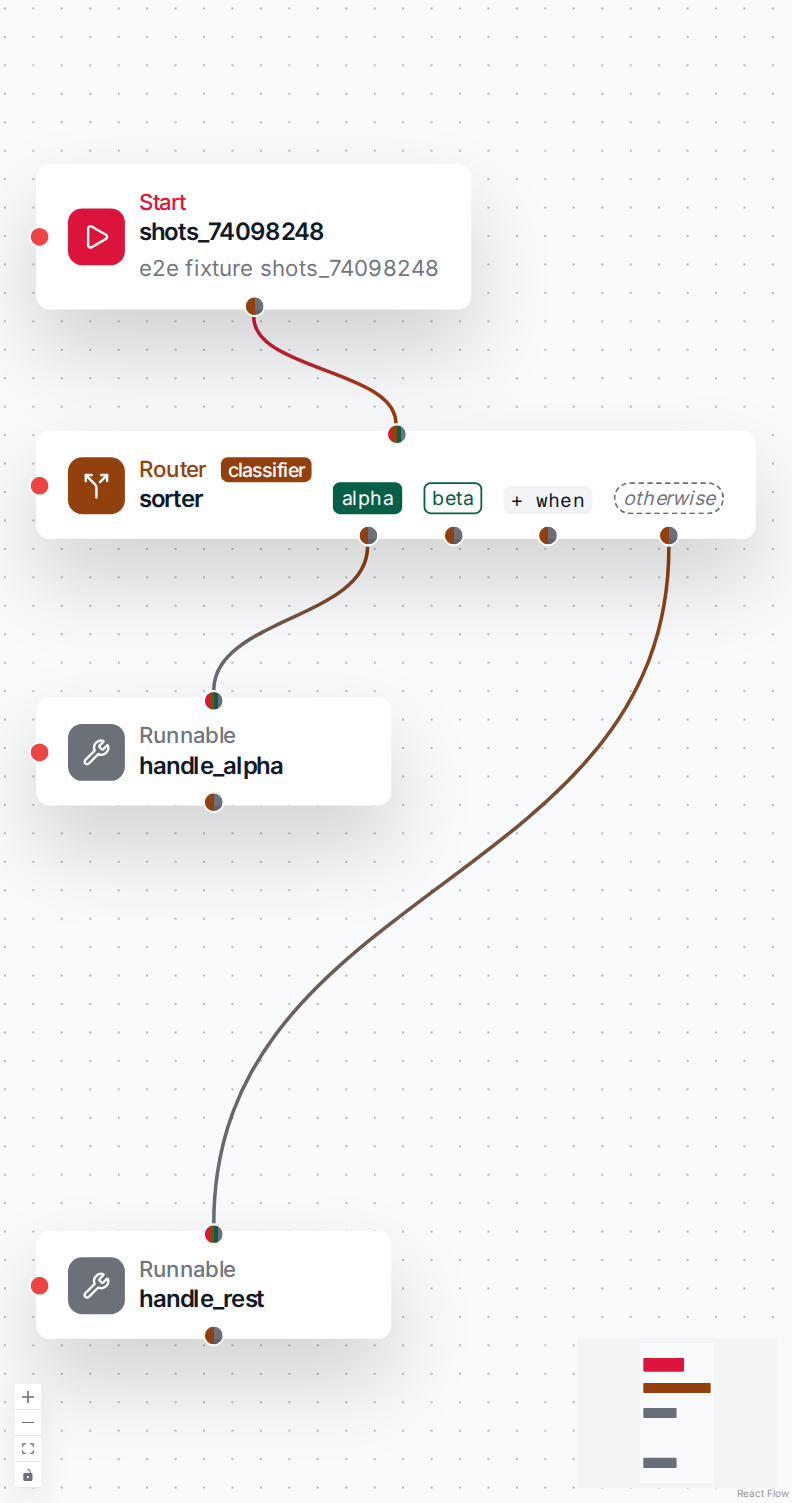 Start
shots_74098248
e2e fixture shots_74098248
Router classifier
sorter
alpha beta + when otherwise
Runnable
handle_alpha
Runnable
handle_rest
React Flow